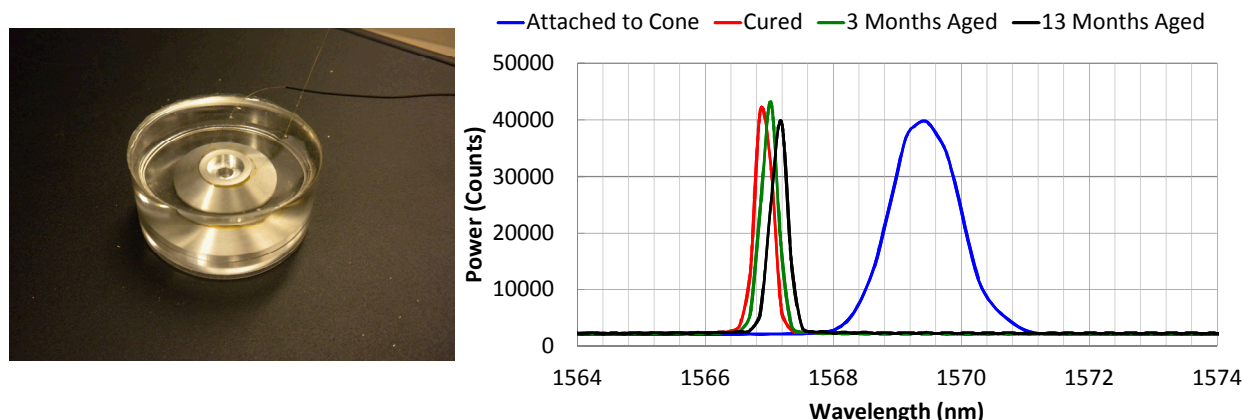 Attached to Cone Cured 3 Months Aged 13 Months Aged
50000
40000
30000
20000
10000
0
Power (Counts)
1564 1566 1568 1570 1572 1574
Wavelength (nm)